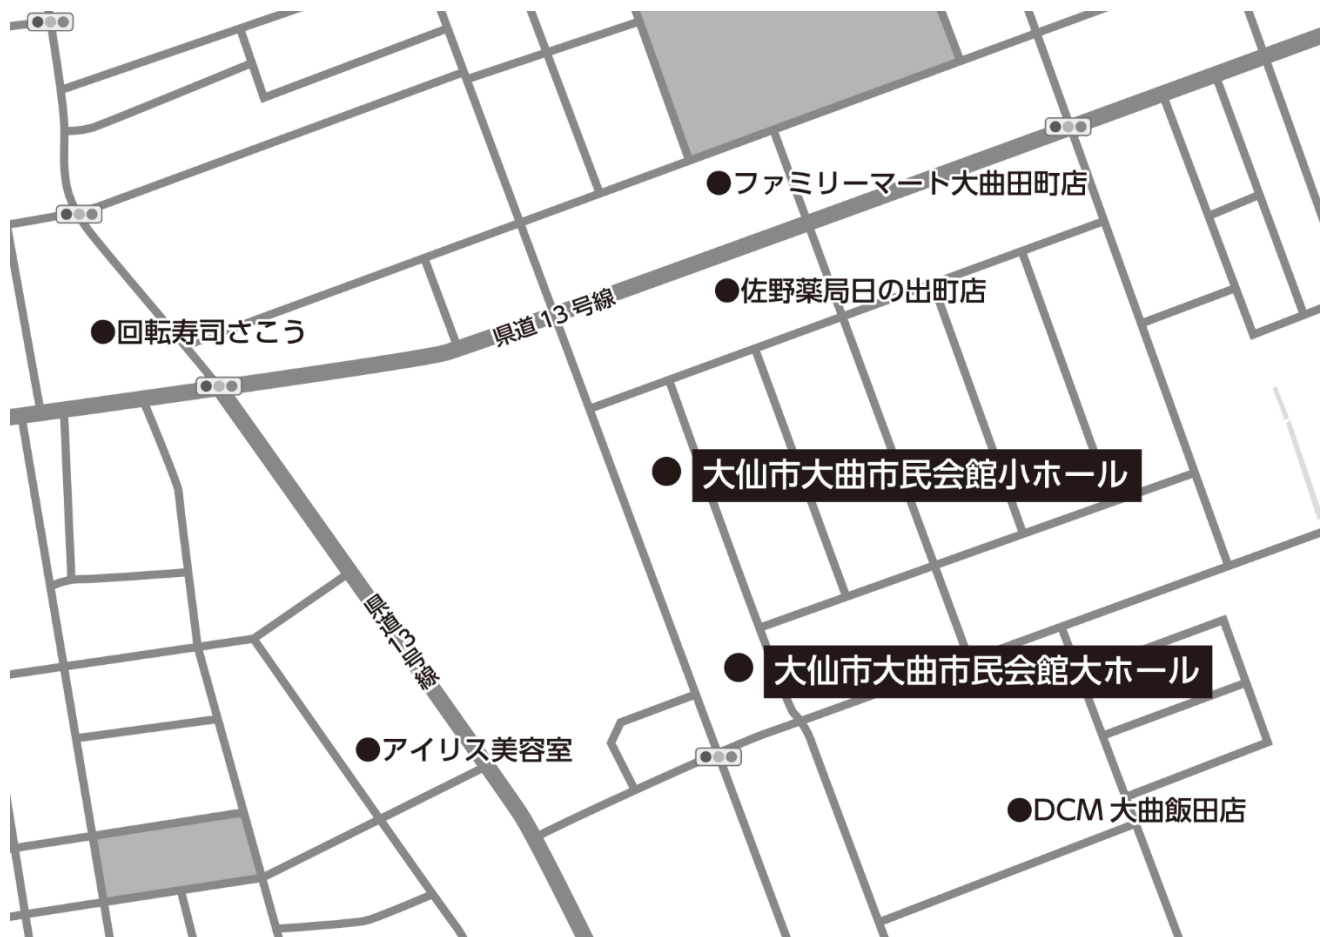 ●ファミリーマート大曲田町店
●佐野薬局日の出町店
県道13号線
●回転寿司さこう
●大仙市大曲市民会館小ホール
県道13号線
●大仙市大曲市民会館大ホール
●アイリス美容室
●DCM大曲飯田店